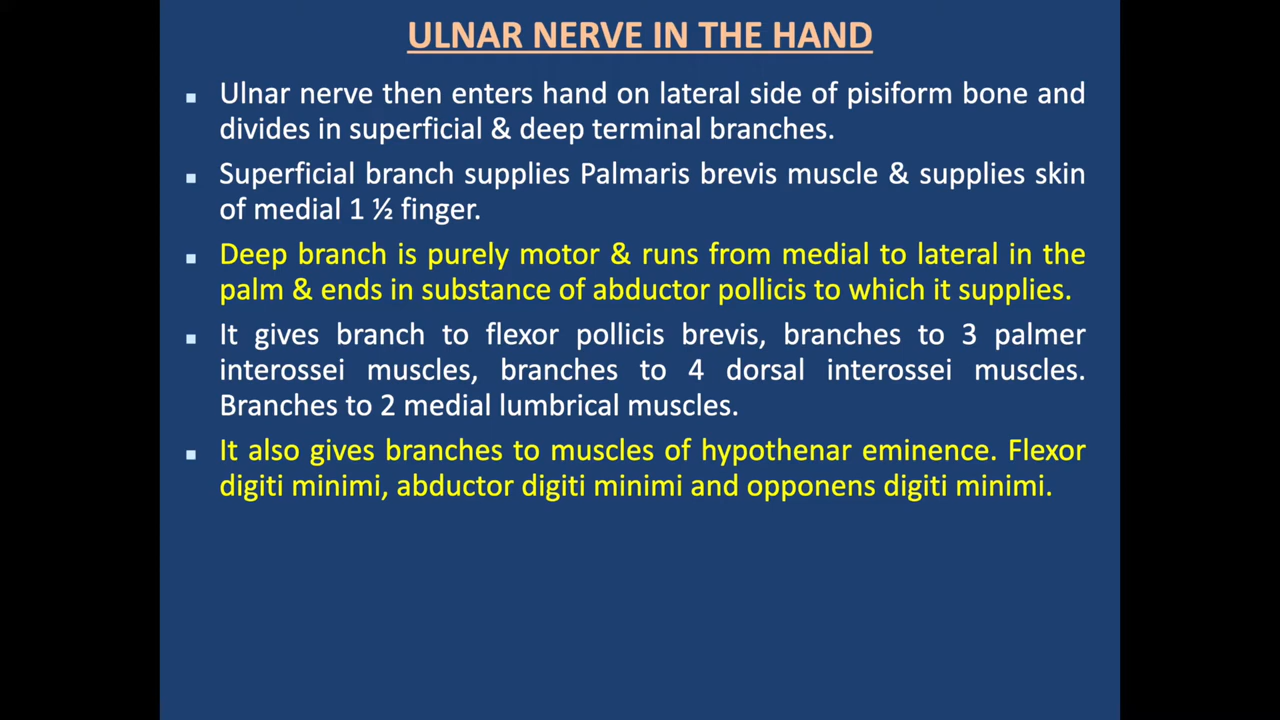 ULNAR NERVE IN THE HAND
▪ Ulnar nerve then enters hand on lateral side of pisiform bone and
divides in superficial & deep terminal branches.
▪ Superficial branch supplies Palmaris brevis muscle & supplies skin
of medial 1 ½ finger.
▪ Deep branch is purely motor & runs from medial to lateral in the
palm & ends in substance of abductor pollicis to which it supplies.
▪ It gives branch to flexor pollicis brevis, branches to 3 palmer
interossei muscles, branches to 4 dorsal interossei muscles.
Branches to 2 medial lumbrical muscles.
▪ It also gives branches to muscles of hypothenar eminence. Flexor
digiti minimi, abductor digiti minimi and opponens digiti minimi.